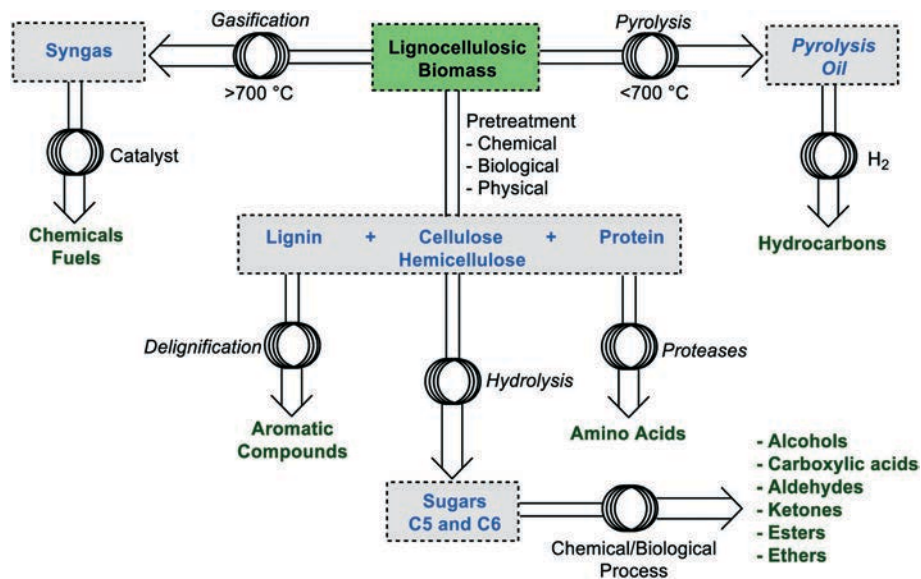 Gasification
Pyrolysis
Syngas
Lignocellulosic
Biomass
Pyrolysis
Oil
>700 °C
<700 °C
Catalyst
Pretreatment
- Chemical
- Biological
- Physical
H₂
Chemicals
Fuels
Lignin + Cellulose + Protein
Hemicellulose
Hydrocarbons
Delignification
Hydrolysis
Proteases
Aromatic
Compounds
Amino Acids
Sugars
C5 and C6
Chemical/Biological
Process
- Alcohols
- Carboxylic acids
- Aldehydes
- Ketones
- Esters
- Ethers